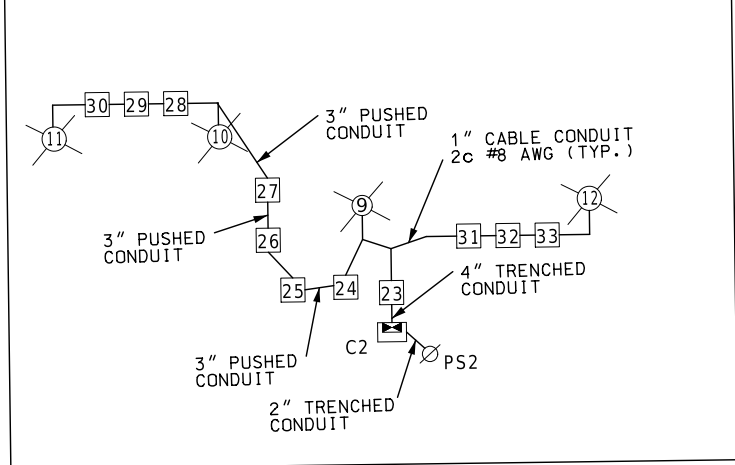 3" PUSHED
CONDUIT
1" CABLE CONDUIT
2c #8 AWG (TYP.)
30 29 28
11
10
27
9
12
3" PUSHED
CONDUIT
26
31 32 33
25
24
23
4" TRENCHED
CONDUIT
C2
PS2
3" PUSHED
CONDUIT
2" TRENCHED
CONDUIT